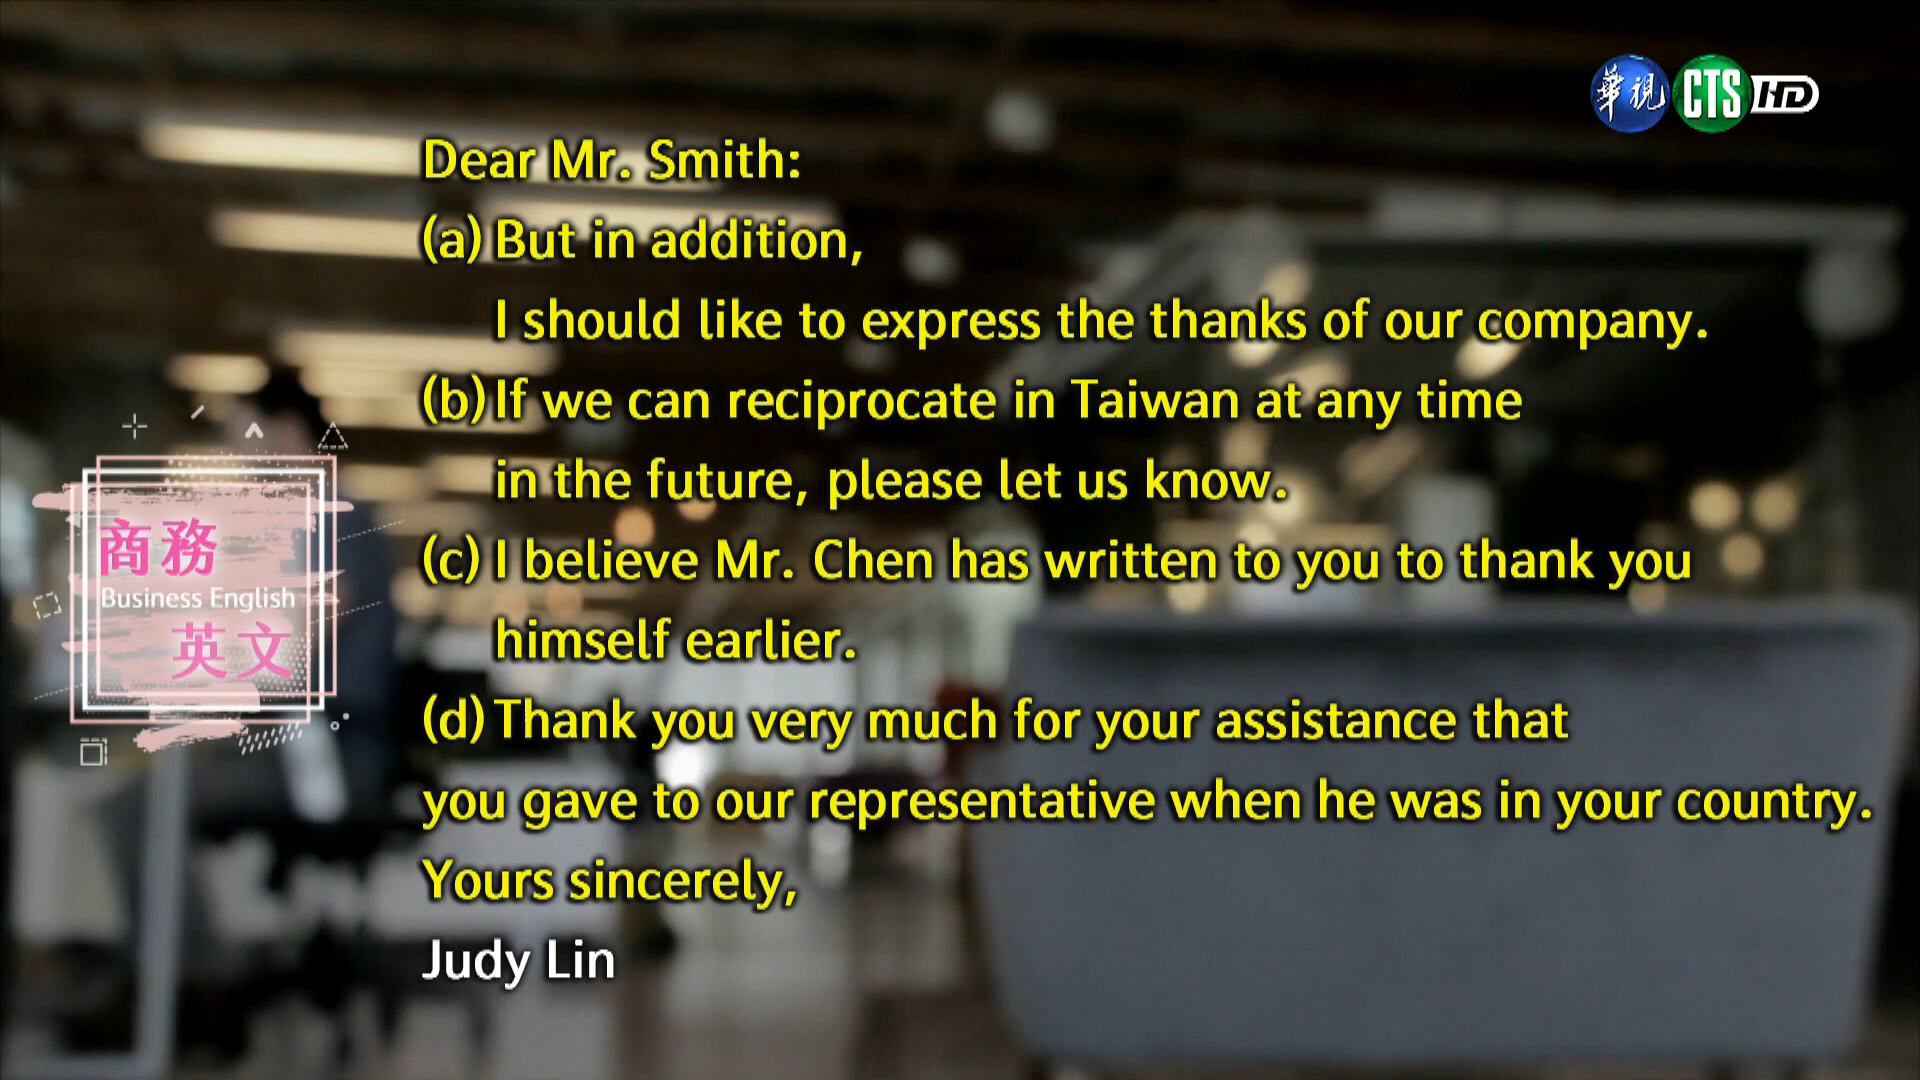 華視 CTS HD
Dear Mr. Smith:
(a) But in addition,
I should like to express the thanks of our company.
(b) If we can reciprocate in Taiwan at any time
in the future, please let us know.
(c) I believe Mr. Chen has written to you to thank you
himself earlier.
(d) Thank you very much for your assistance that
you gave to our representative when he was in your country.
Yours sincerely,
Judy Lin
商務
Business English
英文